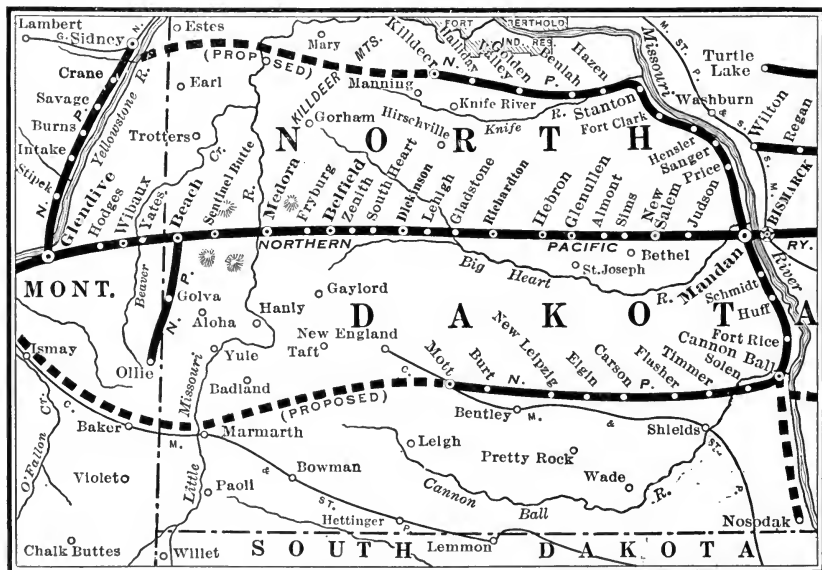 Lambert
G. Sidney N.
Estes
Mary
KILLDEER MTS.
Killdeer
Halliday
Golden Valley
Beulah
Hazen
FORT BERTHOLD
IND. RES.
Missouri
M. ST. P.
Turtle
Lake
Crane
(PROPOSED)
Earl
Manning
N. P.
Stanton
Washburn
Savage P.
Yellowstone R.
Knife River
Knife R.
Fort Clark
Wilton
Regan
Burns
Trotters
Gorham
Hirschville
Intake
Stipek
N.
NORTH
Hensler
Sanger
Price
S. S. M.
Glendive
Hodges
Wibaux
Yates
Cr.
Beach
Sentinel Butte
R.
Medora
Fryburg
Belfield
Zenith
South Heart
Dickinson
Lehigh
Gladstone
Richardton
Hebron
Glenullen
Almont
Sims
New
Salem
Judson
BISMARCK
NORTHERN PACIFIC RY.
Bethel
St. Joseph
Big Heart R.
Mandan
River
MONT.
Beaver
Golva
N. P.
Gaylord
Hanly
Aloha
DAKOTA
Schmidt
Huff
Fort Rice
Ismay
Ollie
Missouri
Yule
Taft
New England
Mott
Burt
N.
New Leipzig
Elgin
Carson
P.
Flasher
Timmer
Solen
Cannon Ball
Badland
(PROPOSED)
C.
O'Fallon Cr.
C.
Baker
M.
Marmarth
Bentley
M.
&
Shields
ST.
Leigh
Pretty Rock
Violet
Little
Paoli
&
Bowman
Wade
P.
Cannon Ball R.
ST.
Hettinger
P.
Nosodak
Chalk Buttes
Willet
Lemmon
SOUTH DAKOTA